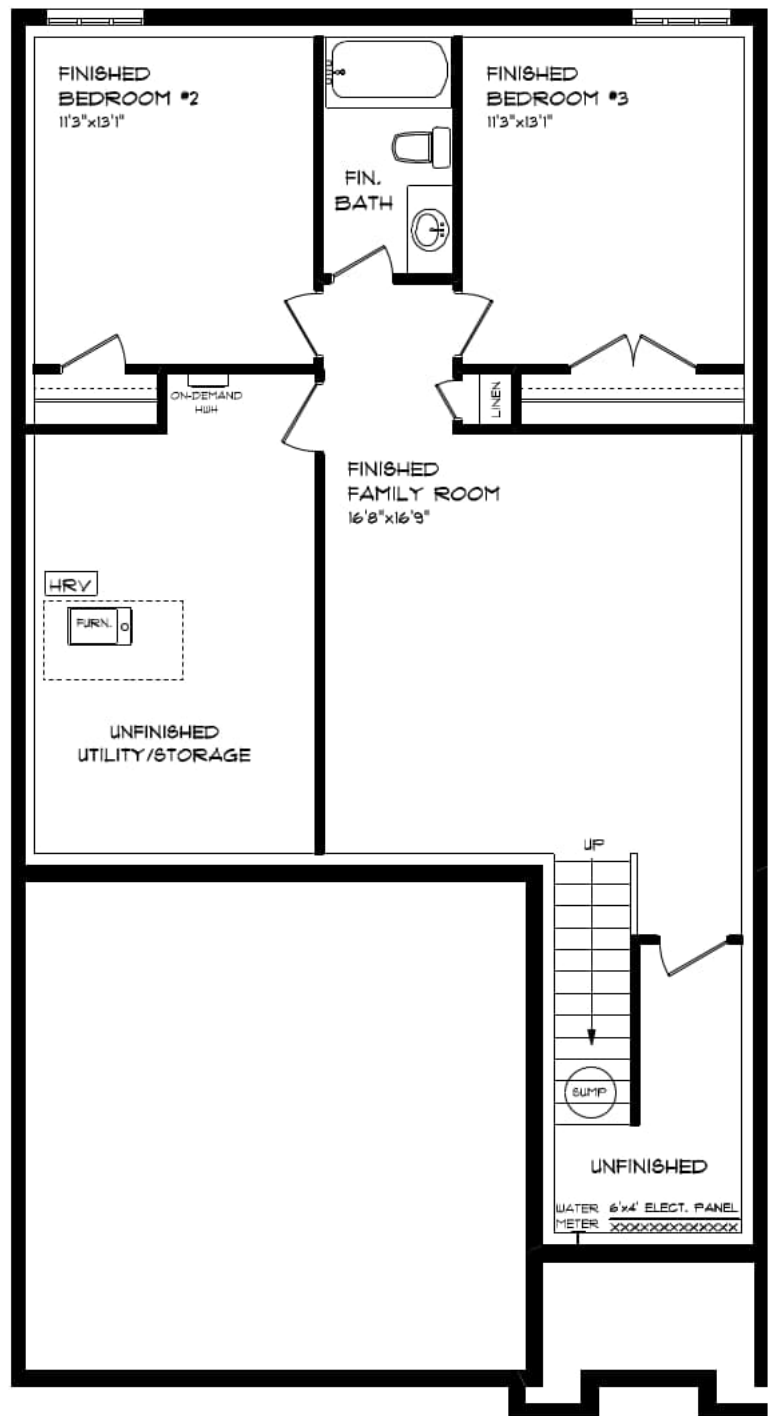 FINISHED
BEDROOM #2
11'3"x13'1"
FIN.
BATH
FINISHED
BEDROOM #3
11'3"x13'1"
ON-DEMAND
HWH
LINEN
FINISHED
FAMILY ROOM
16'8"x16'9"
HRV
FURN.
UNFINISHED
UTILITY/STORAGE
UP
SUMP
UNFINISHED
WATER
METER
6'x4' ELECT. PANEL